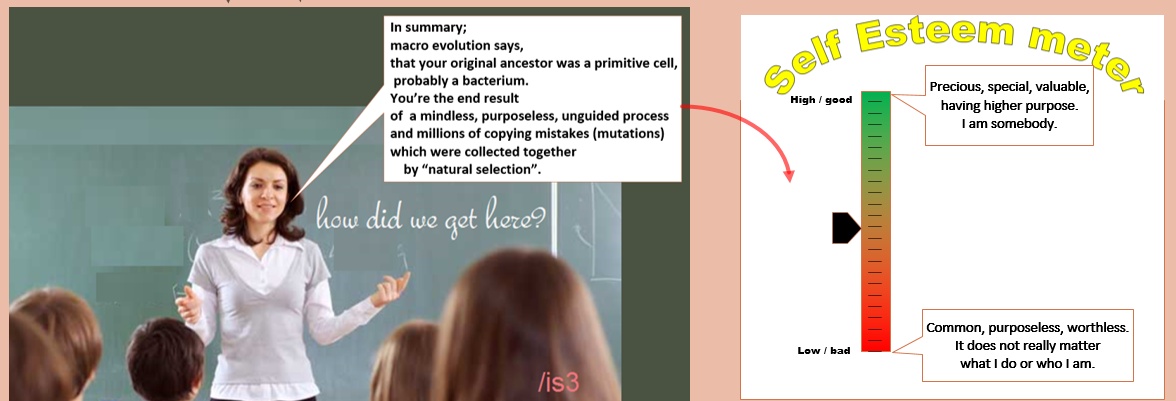 In summary;
macro evolution says,
that your original ancestor was a primitive cell,
probably a bacterium.
You’re the end result
of  a mindless, purposeless, unguided process
and millions of copying mistakes (mutations)
which were collected together
by “natural selection”.
how did we get here?
/is3
Self Esteem meter
High / good
Precious, special, valuable,
having higher purpose.
I am somebody.
Low / bad
Common, purposeless, worthless.
It does not really matter
what I do or who I am.